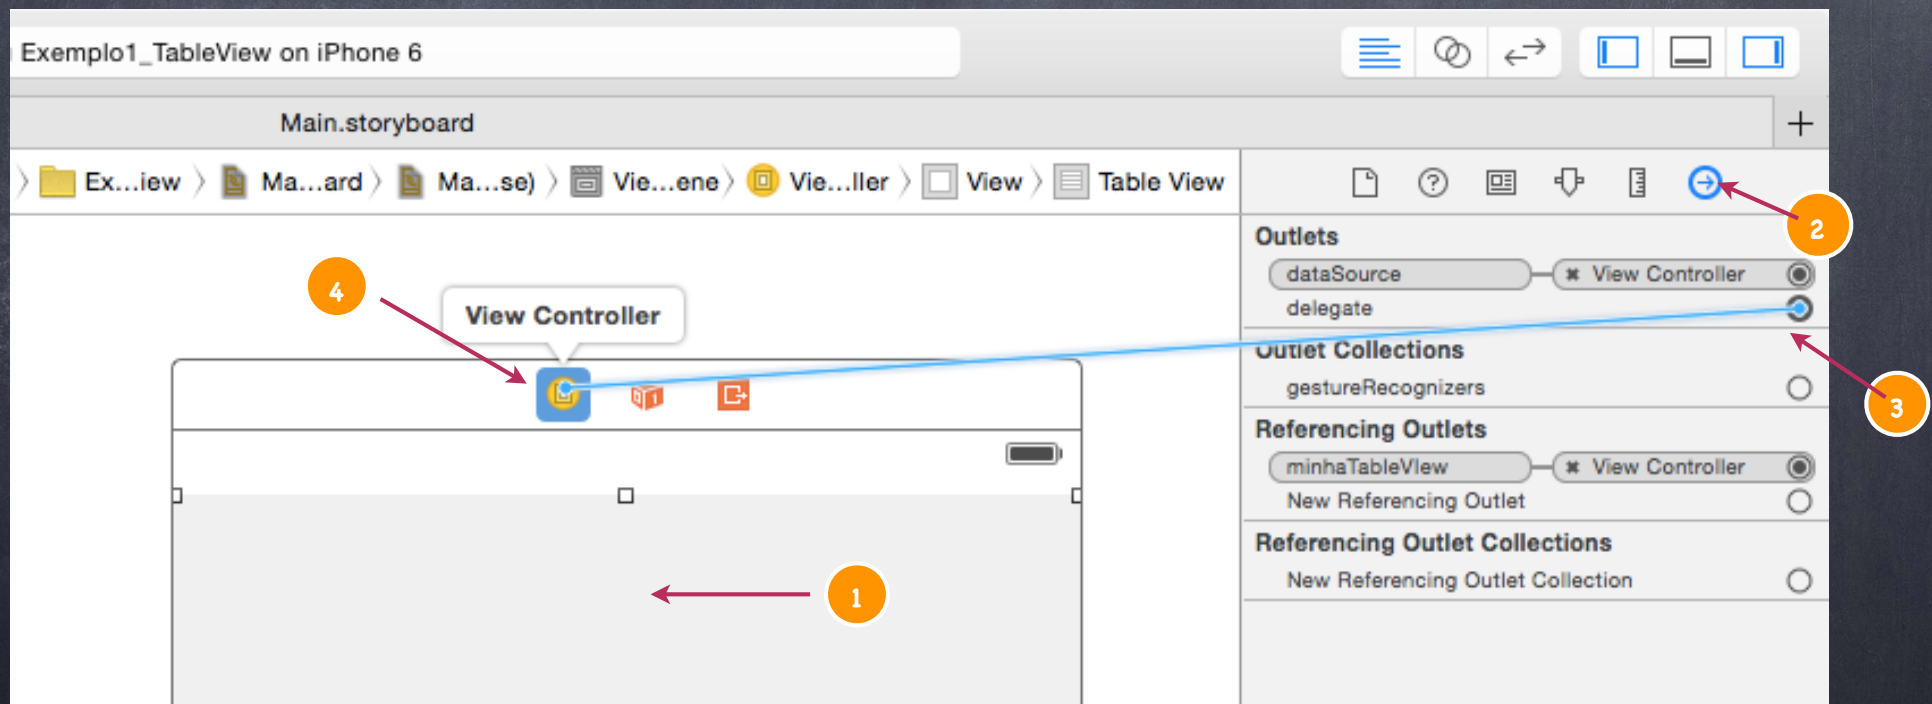 Exemplo1_TableView on iPhone 6
Main.storyboard
+
Ex...iew
Ma...ard
Ma...se)
Vie...ene
Vie...ller
View
Table View
2
Outlets
dataSource
View Controller
delegate
Outlet Collections
gestureRecognizers
3
Referencing Outlets
minhaTableVIew
View Controller
New Referencing Outlet
Referencing Outlet Collections
New Referencing Outlet Collection
4
View Controller
1